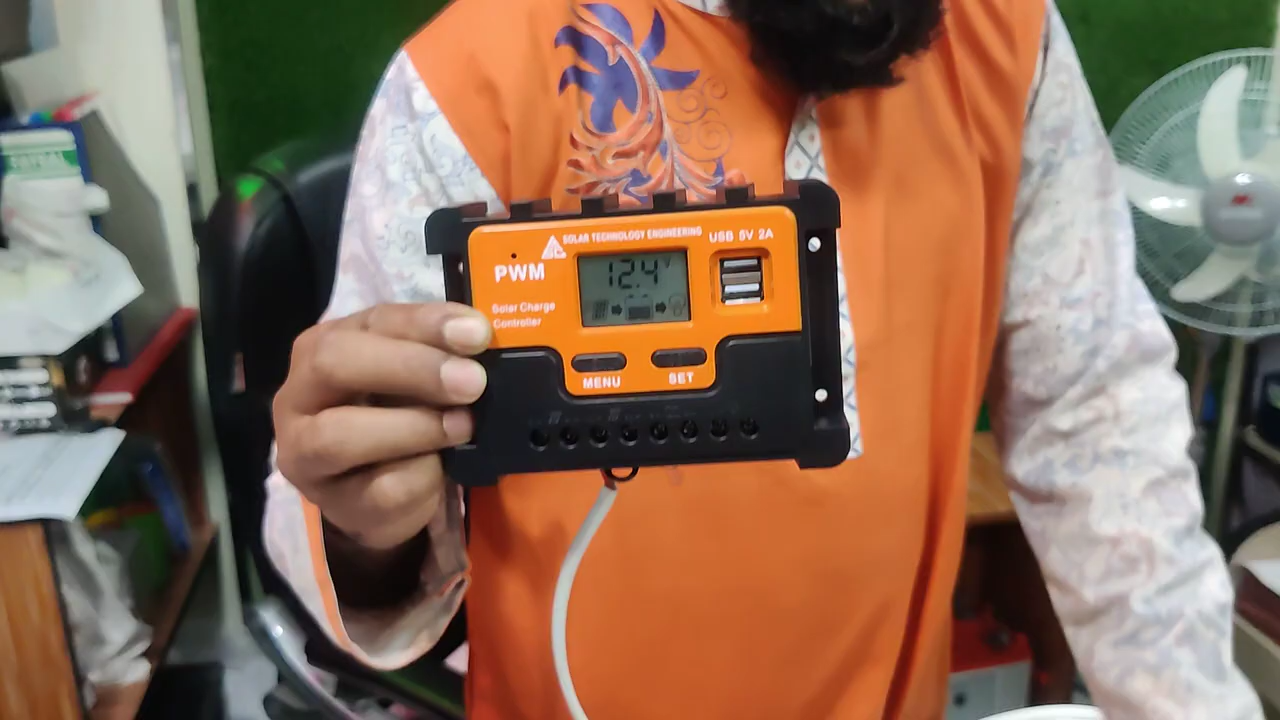 SOLAR TECHNOLOGY ENGINEERING
USB 5V 2A
PWM
12.4V
Solar Charge
Controller
MENU
SET